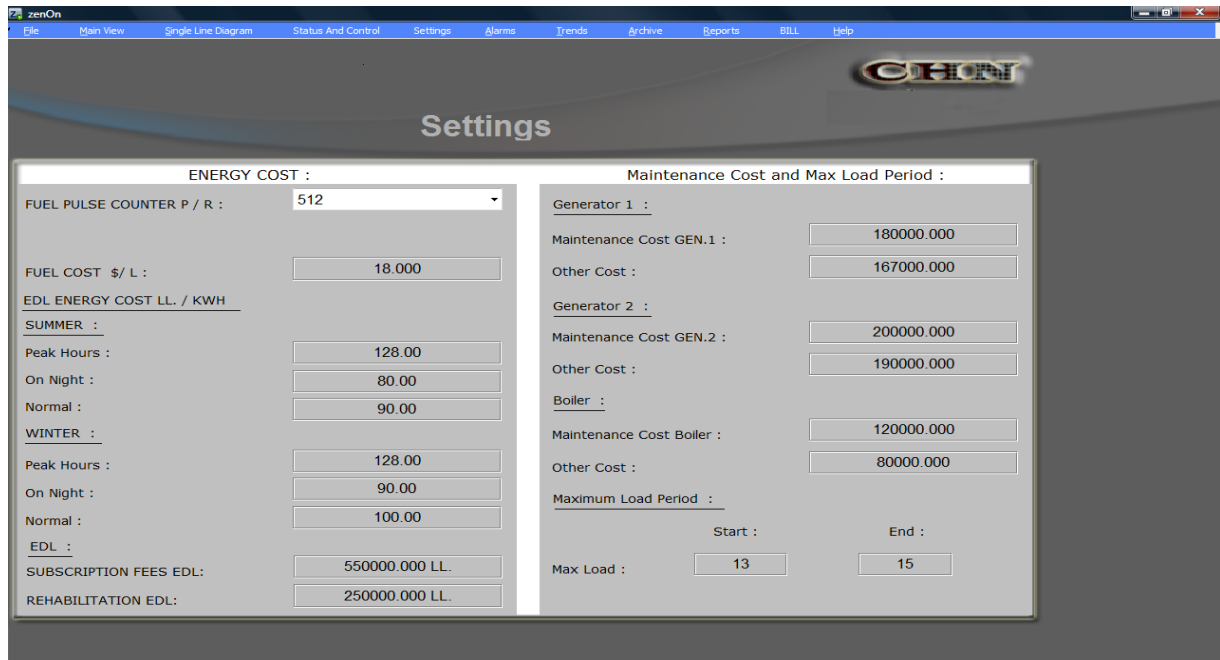 zenOn
File Main View Single Line Diagram Status And Control Settings Alarms Trends Archive Reports BILL Help
CHN
Settings
ENERGY COST :
FUEL PULSE COUNTER P / R : 512
FUEL COST $/ L : 18.000
EDL ENERGY COST LL. / KWH
SUMMER :
Peak Hours : 128.00
On Night : 80.00
Normal : 90.00
WINTER :
Peak Hours : 128.00
On Night : 90.00
Normal : 100.00
EDL :
SUBSCRIPTION FEES EDL: 550000.000 LL.
REHABILITATION EDL: 250000.000 LL.
Maintenance Cost and Max Load Period :
Generator 1 :
Maintenance Cost GEN.1 : 180000.000
Other Cost : 167000.000
Generator 2 :
Maintenance Cost GEN.2 : 200000.000
Other Cost : 190000.000
Boiler :
Maintenance Cost Boiler : 120000.000
Other Cost : 80000.000
Maximum Load Period :
Start : End :
Max Load : 13 15